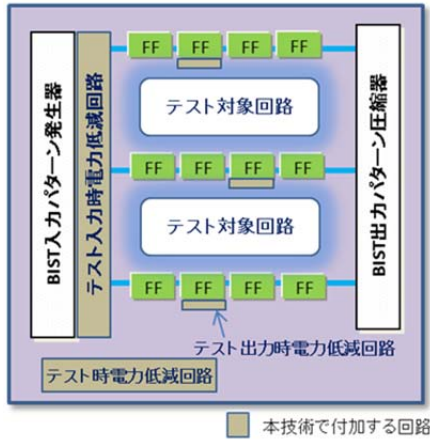 BIST入力パターン発生器
テスト入力時電力低減回路
FF FF FF FF
テスト対象回路
FF FF FF FF
テスト対象回路
FF FF FF FF
テスト出力時電力低減回路
BIST出力パターン圧縮器
テスト時電力低減回路
本技術で付加する回路